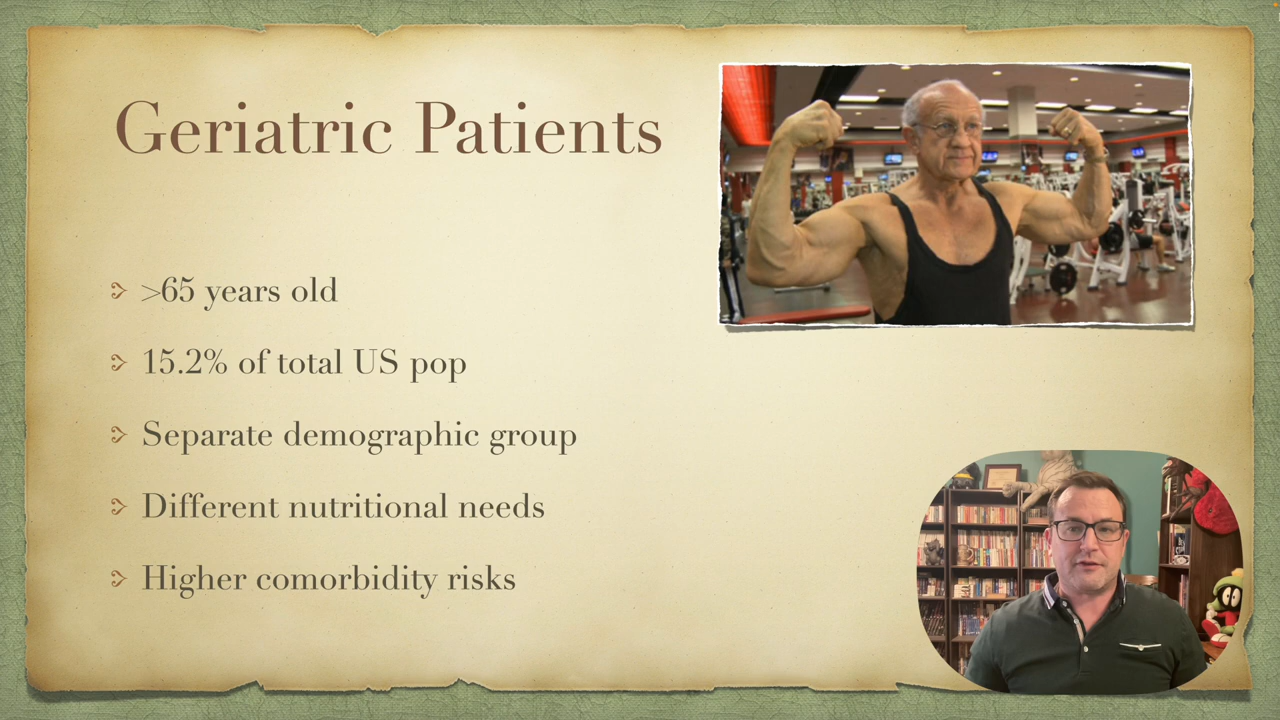 Geriatric Patients
>65 years old
15.2% of total US pop
Separate demographic group
Different nutritional needs
Higher comorbidity risks